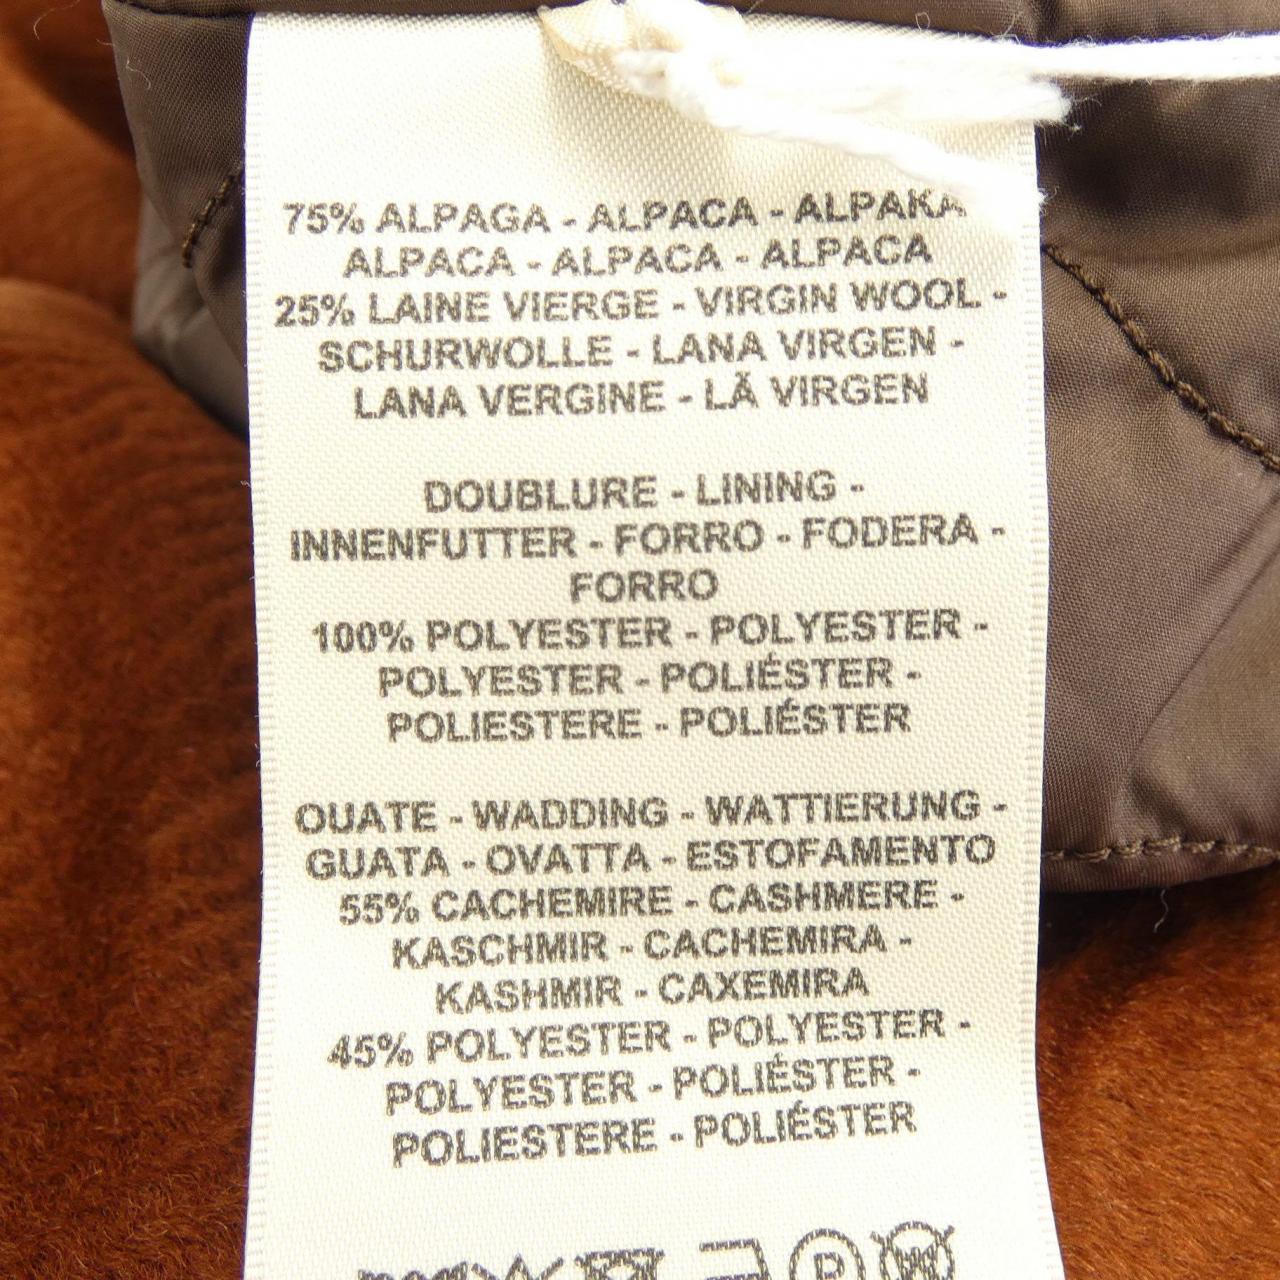 75% ALPAGA - ALPACA - ALPAKA
ALPACA - ALPACA - ALPACA
25% LAINE VIERGE - VIRGIN WOOL -
SCHURWOLLE - LANA VIRGEN -
LANA VERGINE - LÃ VIRGEN
DOUBLURE - LINING -
INNENFUTTER - FORRO - FODERA -
FORRO
100% POLYESTER - POLYESTER -
POLYESTER - POLIÉSTER -
POLIESTERE - POLIÉSTER
OUATE - WADDING - WATTIERUNG -
GUATA - OVATTA - ESTOFAMENTO
55% CACHEMIRE - CASHMERE -
KASCHMIR - CACHEMIRA -
KASHMIR - CAXEMIRA
45% POLYESTER - POLYESTER -
POLYESTER - POLIÉSTER -
POLIESTERE - POLIÉSTER
P W